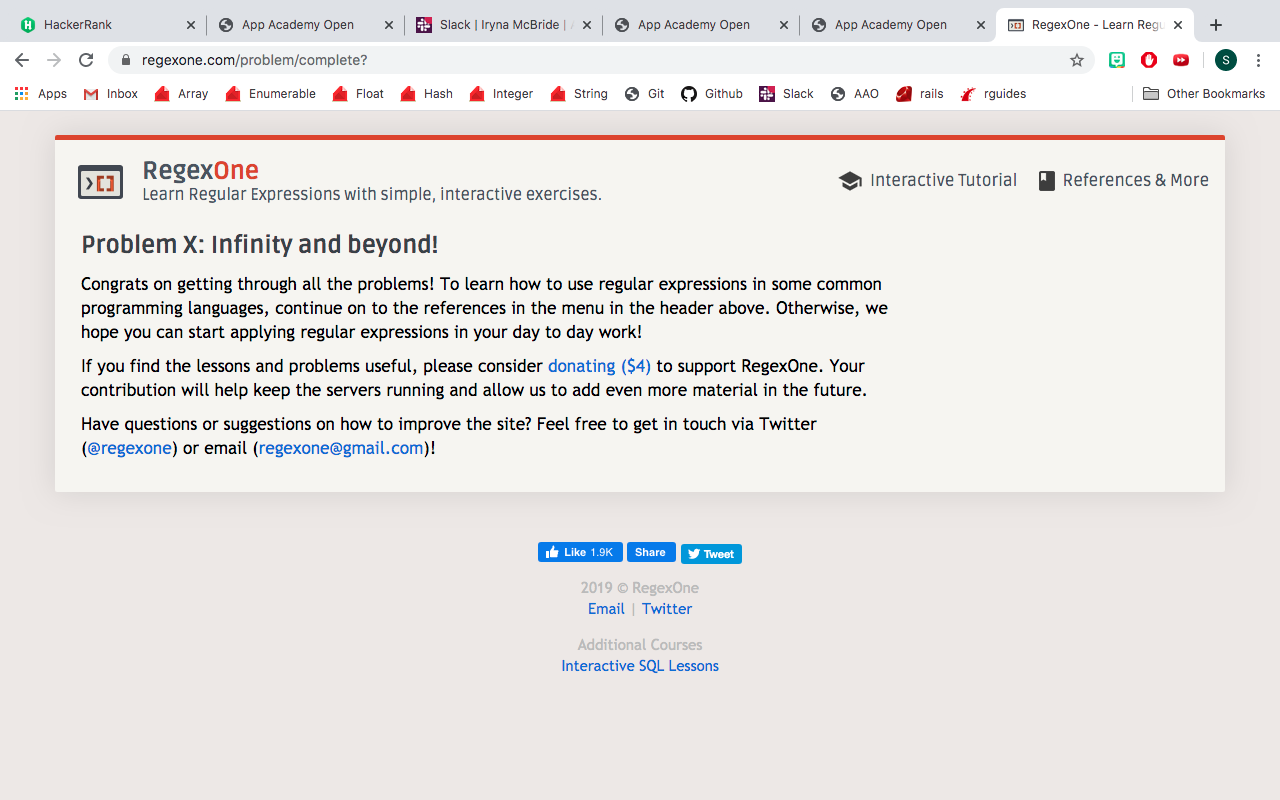 HackerRank
App Academy Open
Slack | Iryna McBride |
App Academy Open
App Academy Open
RegexOne - Learn Regu
regexone.com/problem/complete?
S
Apps
Inbox
Array
Enumerable
Float
Hash
Integer
String
Git
Github
Slack
AAO
rails
rguides
Other Bookmarks
RegexOne
Learn Regular Expressions with simple, interactive exercises.
Interactive Tutorial
References & More
Problem X: Infinity and beyond!
Congrats on getting through all the problems! To learn how to use regular expressions in some common
programming languages, continue on to the references in the menu in the header above. Otherwise, we
hope you can start applying regular expressions in your day to day work!
If you find the lessons and problems useful, please consider donating ($4) to support RegexOne. Your
contribution will help keep the servers running and allow us to add even more material in the future.
Have questions or suggestions on how to improve the site? Feel free to get in touch via Twitter
(@regexone) or email (regexone@gmail.com)!
Like 1.9K
Share
Tweet
2019 © RegexOne
Email | Twitter
Additional Courses
Interactive SQL Lessons